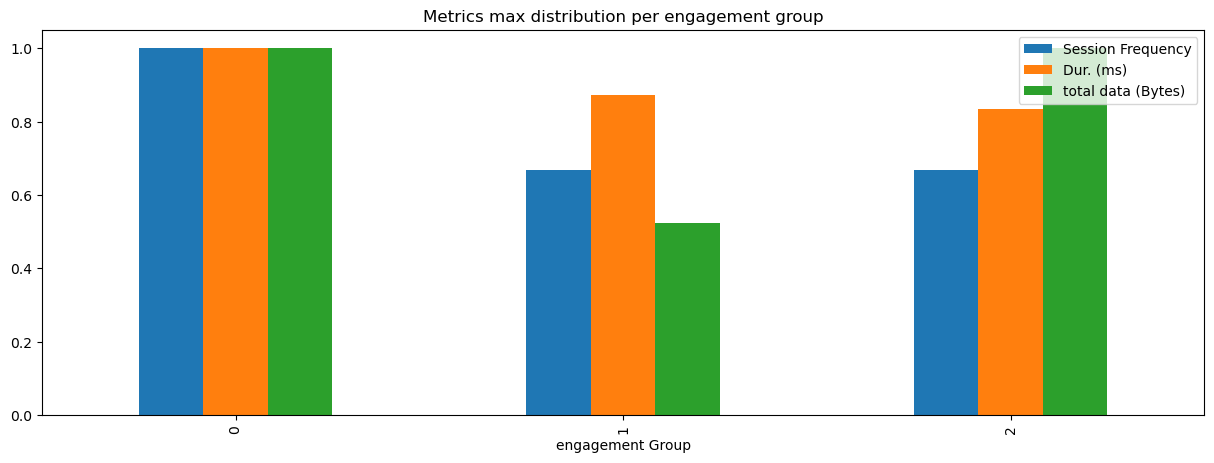 Metrics max distribution per engagement group
1.0
0.8
0.6
0.4
0.2
0.0
Session Frequency
Dur. (ms)
total data (Bytes)
0
1
2
engagement Group